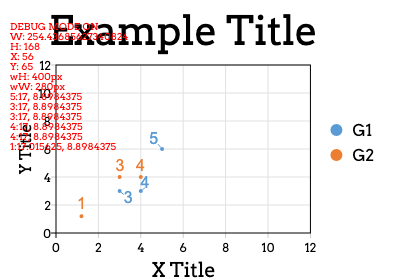 Example Title
DEBUG MODE ON
H: 168
X: 56
Y: 65
wH: 400px
wW: 280px
5:17, 8.8984375
3:17, 8.8984375
3:17, 8.8984375
4:17, 8.8984375
4:17, 8.8984375
1:17.015625, 8.8984375
12
10
8
6
4
2
0
Y Title
5
3
4
4
3
1
0
2
4
6
8
10
12
X Title
G1
G2